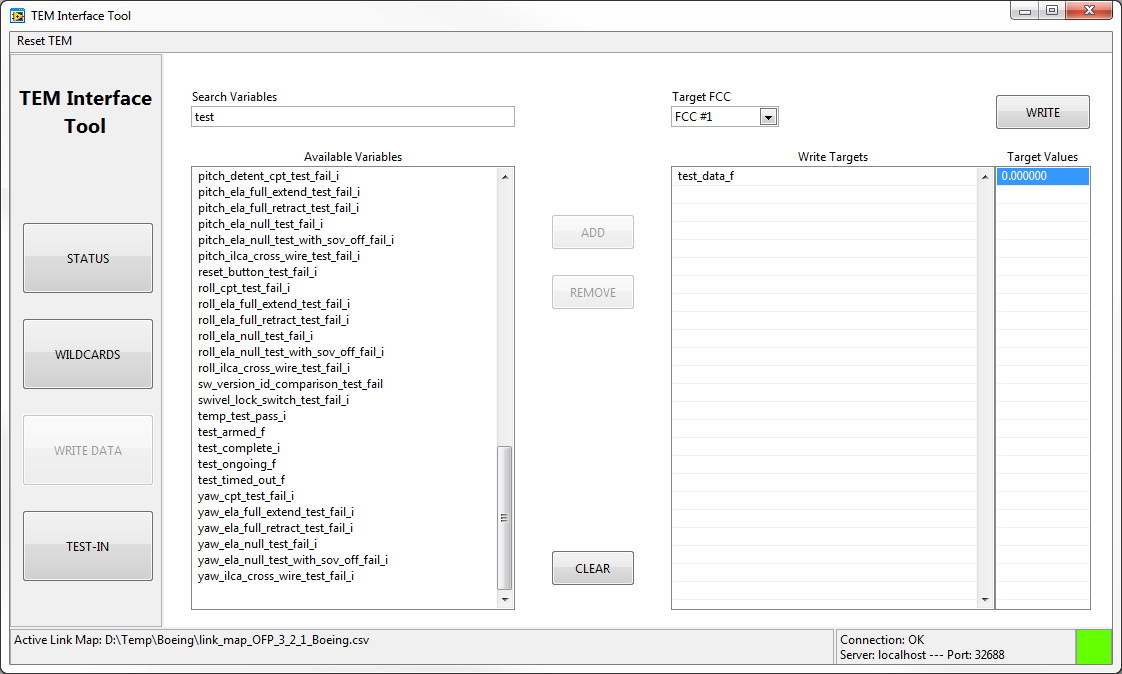 TEM Interface Tool
Reset TEM
TEM Interface
Tool
STATUS
WILDCARDS
WRITE DATA
TEST-IN
Search Variables
test
Available Variables
pitch_detent_cpt_test_fail_i
pitch_ela_full_extend_test_fail_i
pitch_ela_full_retract_test_fail_i
pitch_ela_null_test_fail_i
pitch_ela_null_test_with_sov_off_fail_i
pitch_ilca_cross_wire_test_fail_i
reset_button_test_fail_i
roll_cpt_test_fail_i
roll_ela_full_extend_test_fail_i
roll_ela_full_retract_test_fail_i
roll_ela_null_test_fail_i
roll_ela_null_test_with_sov_off_fail_i
roll_ilca_cross_wire_test_fail_i
sw_version_id_comparison_test_fail
swivel_lock_switch_test_fail_i
temp_test_pass_i
test_armed_f
test_complete_i
test_ongoing_f
test_timed_out_f
yaw_cpt_test_fail_i
yaw_ela_full_extend_test_fail_i
yaw_ela_full_retract_test_fail_i
yaw_ela_null_test_fail_i
yaw_ela_null_test_with_sov_off_fail_i
yaw_ilca_cross_wire_test_fail_i
ADD
REMOVE
CLEAR
Target FCC
FCC #1
WRITE
Write Targets
test_data_f
Target Values
0.000000
Active Link Map: D:\Temp\Boeing\link_map_OFP_3_2_1_Boeing.csv
Connection: OK
Server: localhost --- Port: 32688